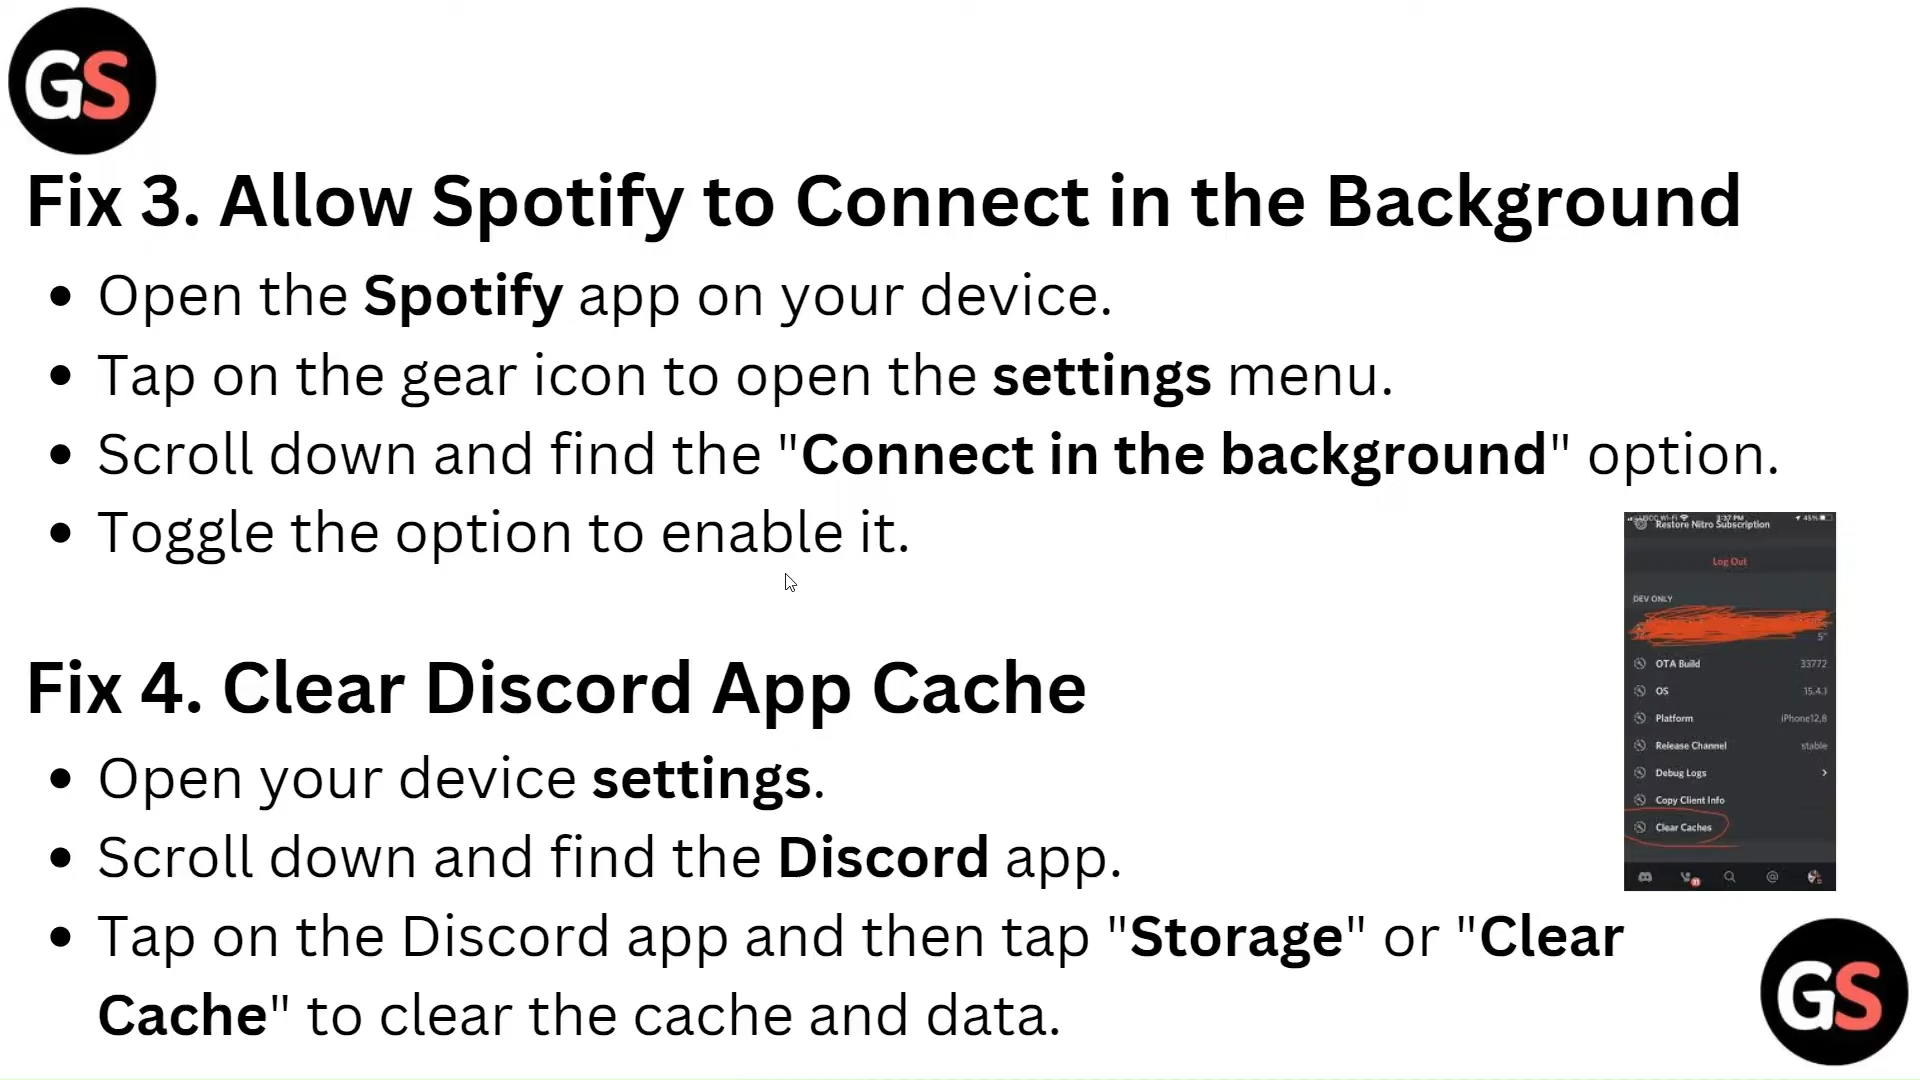 GS
Fix 3. Allow Spotify to Connect in the Background
Open the Spotify app on your device.
Tap on the gear icon to open the settings menu.
Scroll down and find the "Connect in the background" option.
Toggle the option to enable it.
3:37 PM
45%
Restore Nitro Subscription
Log Out
DEV ONLY
OTA Build 33772
OS 15.4.1
Platform iPhone12,8
Release Channel stable
Debug Logs
Copy Client Info
Clear Caches
Fix 4. Clear Discord App Cache
Open your device settings.
Scroll down and find the Discord app.
Tap on the Discord app and then tap "Storage" or "Clear
Cache" to clear the cache and data.
GS